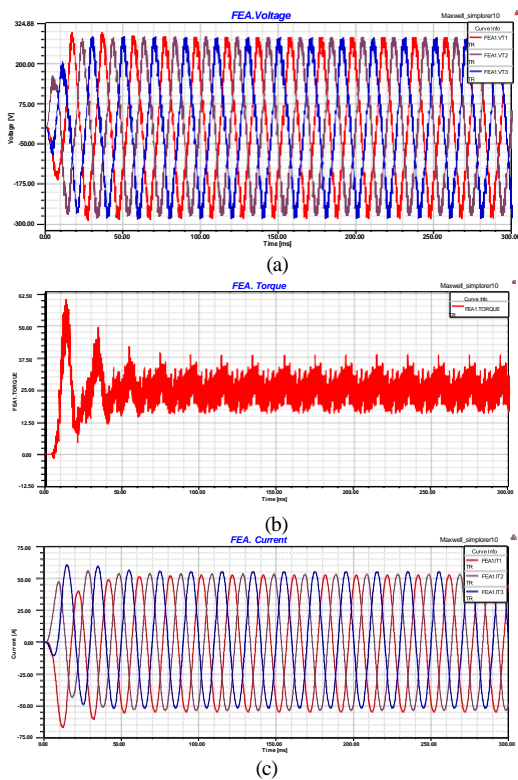 FEA.Voltage
Maxwell_simplorer10
324.88
Curve Info
FEA1.VT1
TR
FEA1.VT2
TR
FEA1.VT3
TR
200.00
75.00
-50.00
-175.00
-300.00
Voltage [V]
0.00 50.00 100.00 150.00 200.00 250.00 300.00
Time [ms]
(a)
FEA. Torque
Maxwell_simplorer10
62.50
Curve Info
FEA1.TORQUE
TR
50.00
37.50
25.00
12.50
0.00
-12.50
FEA1.TORQUE
0.00 50.00 100.00 150.00 200.00 250.00 300.00
Time [ms]
(b)
FEA. Current
Maxwell_simplorer10
75.00
Curve Info
FEA1.IT1
TR
FEA1.IT2
TR
FEA1.IT3
TR
50.00
25.00
0.00
-25.00
-50.00
-75.00
Current [A]
0.00 50.00 100.00 150.00 200.00 250.00 300.00
Time [ms]
(c)